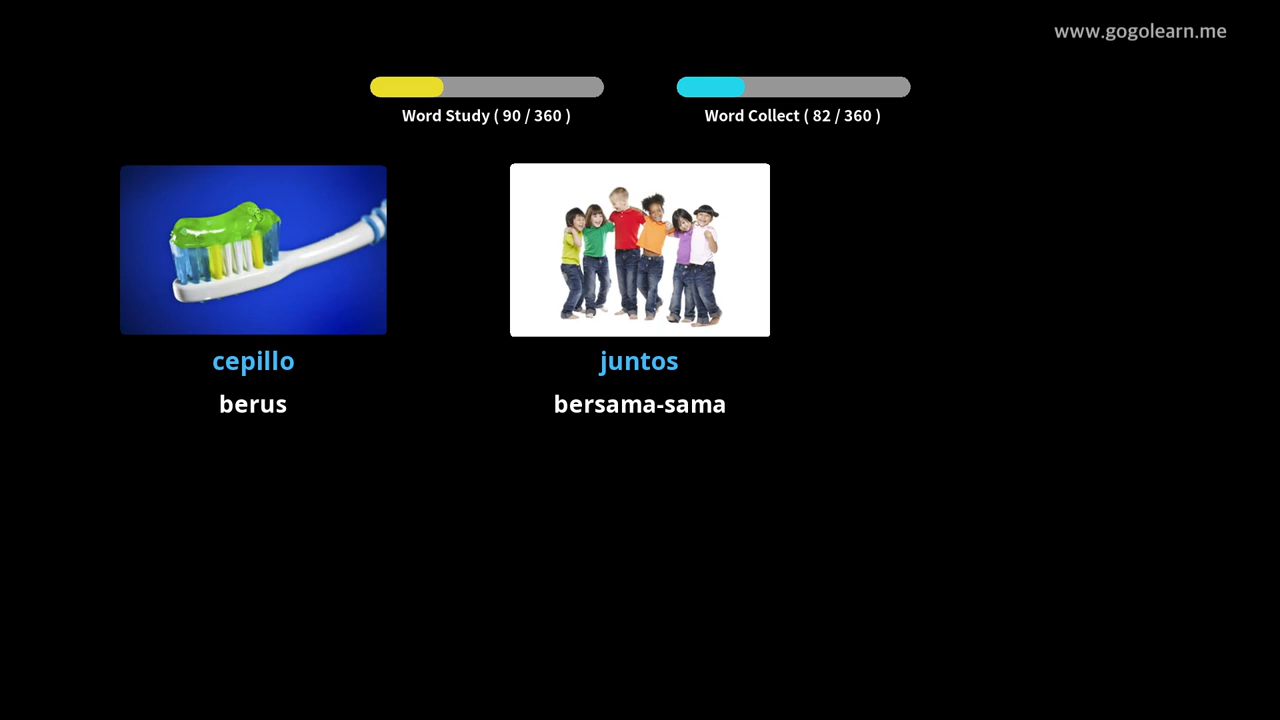 www.gogolearn.me
Word Study ( 90 / 360 )
Word Collect ( 82 / 360 )
cepillo
berus
juntos
bersama-sama